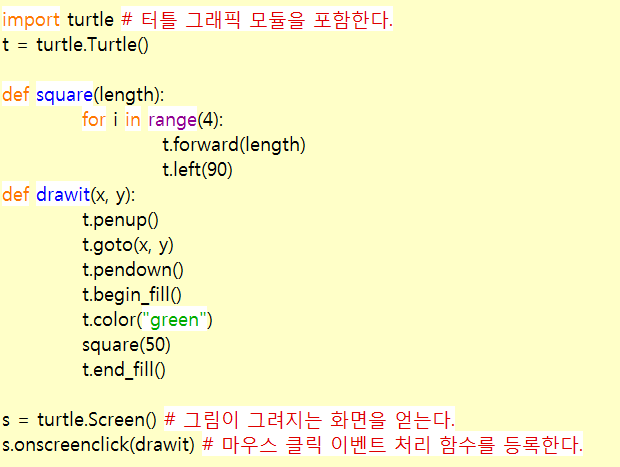 import turtle # 터틀 그래픽 모듈을 포함한다.
t = turtle.Turtle()
def square(length):
for i in range(4):
t.forward(length)
t.left(90)
def drawit(x, y):
t.penup()
t.goto(x, y)
t.pendown()
t.begin_fill()
t.color("green")
square(50)
t.end_fill()
s = turtle.Screen() # 그림이 그려지는 화면을 얻는다.
s.onscreenclick(drawit) # 마우스 클릭 이벤트 처리 함수를 등록한다.